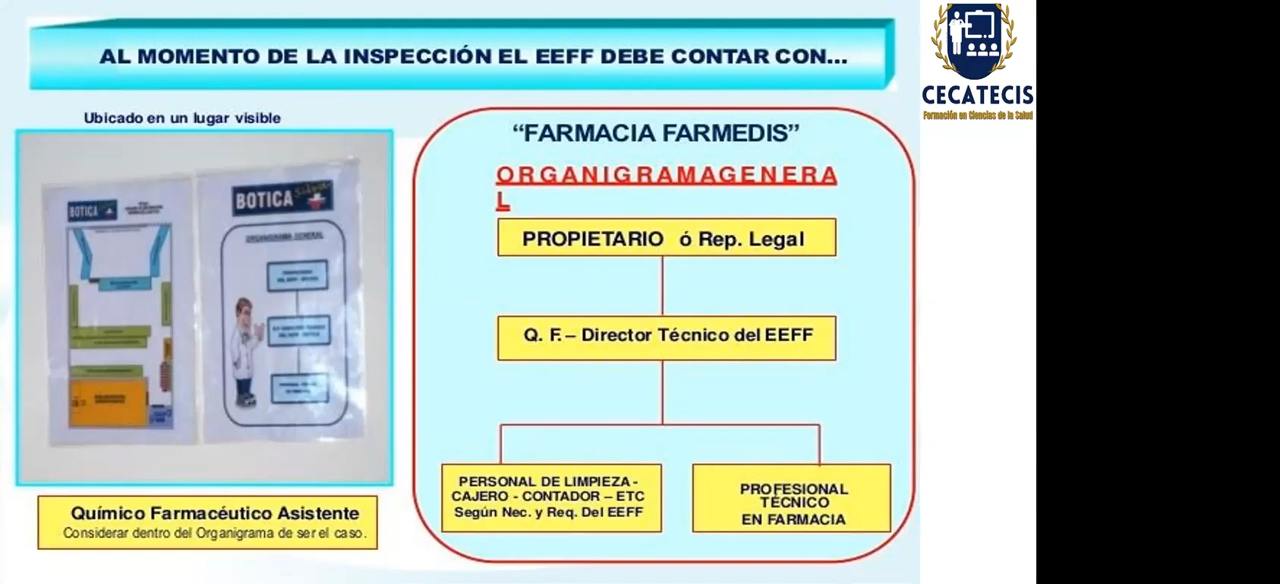 AL MOMENTO DE LA INSPECCIÓN EL EEFF DEBE CONTAR CON...
CECATECIS
Formación en Ciencias de la Salud
Ubicado en un lugar visible
BOTICA
BOTICA
ORGANIGRAMA GENERAL
Químico Farmacéutico Asistente
Considerar dentro del Organigrama de ser el caso.
“FARMACIA FARMEDIS”
ORGANIGRAMAGENERA
L
PROPIETARIO ó Rep. Legal
Q. F. – Director Técnico del EEFF
PERSONAL DE LIMPIEZA -
CAJERO - CONTADOR – ETC
Según Nec. y Req. Del EEFF
PROFESIONAL
TÉCNICO
EN FARMACIA